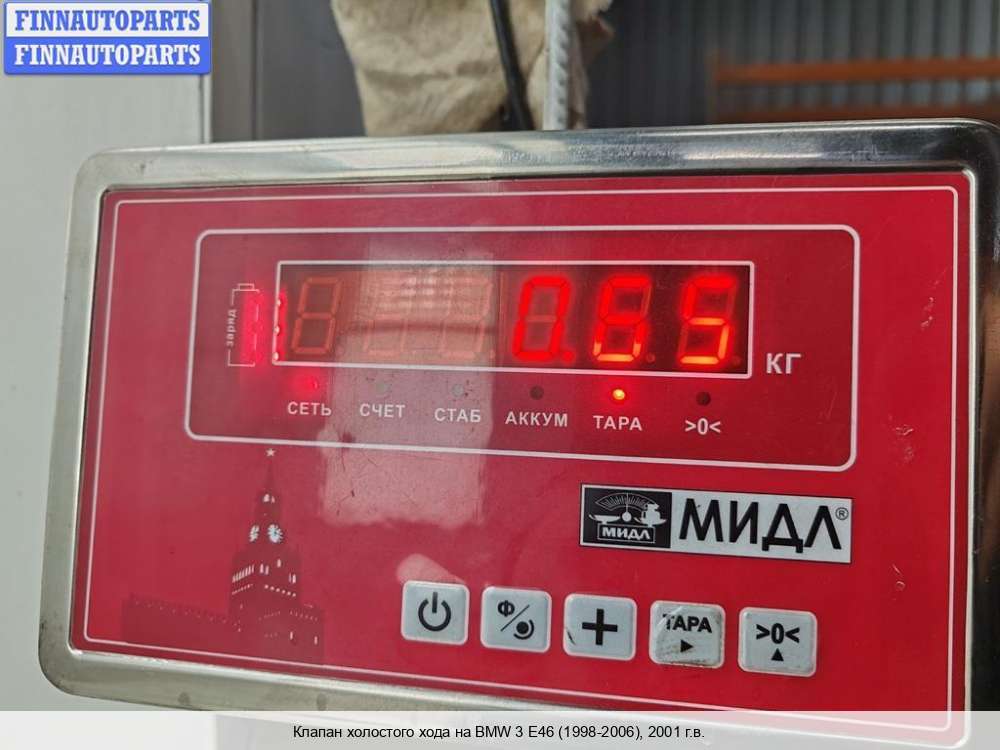 FINNAUTOPARTS
FINNAUTOPARTS
заряд
0.65
КГ
СЕТЬ СЧЕТ СТАБ АККУМ ТАРА >0<
МИДЛ
МИДЛ®
Ф/
+
ТАРА
>0<
Клапан холостого хода на BMW 3 E46 (1998-2006), 2001 г.в.